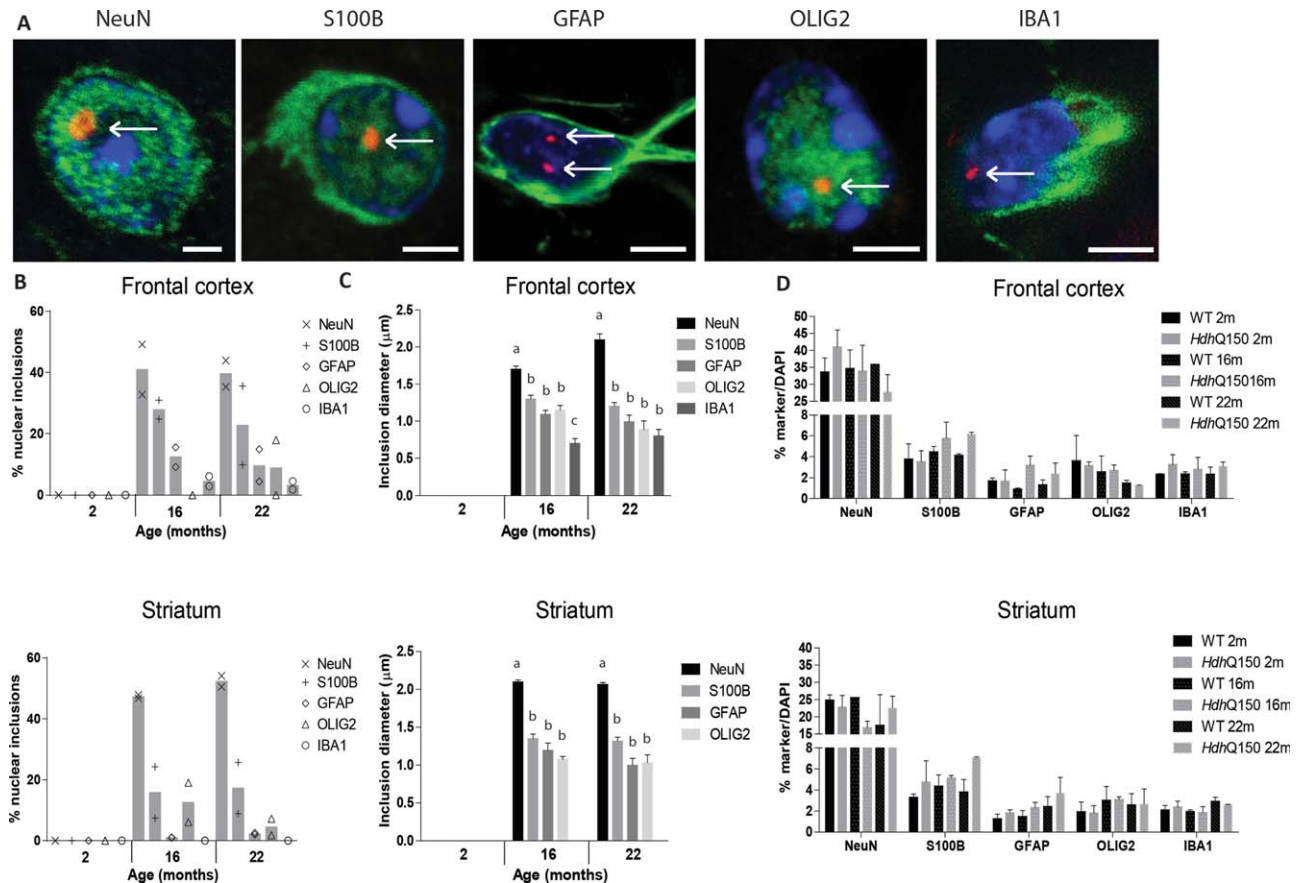 A
NeuN
S100B
GFAP
OLIG2
IBA1
B
Frontal cortex
% nuclear inclusions
60
40
20
0
2
16
22
Age (months)
NeuN
S100B
GFAP
OLIG2
IBA1
C
Frontal cortex
Inclusion diameter (μm)
2.5
2.0
1.5
1.0
0.5
0.0
a
b
b
b
c
a
b
b
b
b
2
16
22
Age (months)
NeuN
S100B
GFAP
OLIG2
IBA1
D
Frontal cortex
% marker/DAPI
50
45
40
35
30
25
20
15
8
6
4
2
0
NeuN
S100B
GFAP
OLIG2
IBA1
WT 2m
HdhQ150 2m
WT 16m
HdhQ15016m
WT 22m
HdhQ150 22m
Striatum
% nuclear inclusions
60
40
20
0
2
16
22
Age (months)
NeuN
S100B
GFAP
OLIG2
IBA1
Striatum
Inclusion diameter (μm)
2.5
2.0
1.5
1.0
0.5
0.0
a
b
b
b
a
b
b
b
2
16
22
Age (months)
NeuN
S100B
GFAP
OLIG2
Striatum
% marker/DAPI
50
45
40
35
30
25
20
15
8
6
4
2
0
NeuN
S100B
GFAP
OLIG2
IBA1
WT 2m
HdhQ150 2m
WT 16m
HdhQ150 16m
WT 22m
HdhQ150 22m